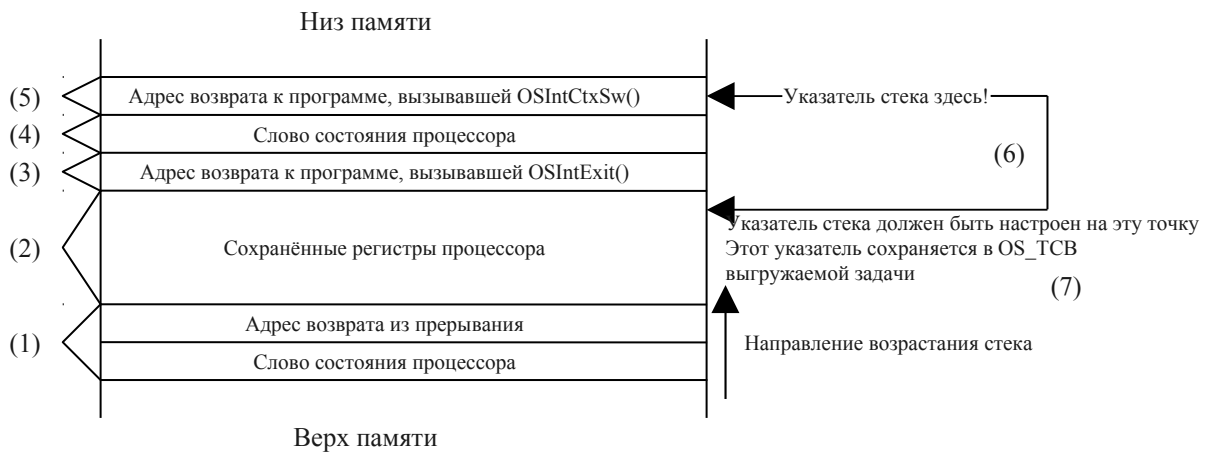 Низ памяти
(5)
Адрес возврата к программе, вызывавшей OSIntCtxSw()
Указатель стека здесь!
(4)
Слово состояния процессора
(6)
(3)
Адрес возврата к программе, вызывавшей OSIntExit()
(2)
Сохранённые регистры процессора
Указатель стека должен быть настроен на эту точку
Этот указатель сохраняется в OS_TCB
выгружаемой задачи
(7)
(1)
Адрес возврата из прерывания
Слово состояния процессора
Направление возрастания стека
Верх памяти